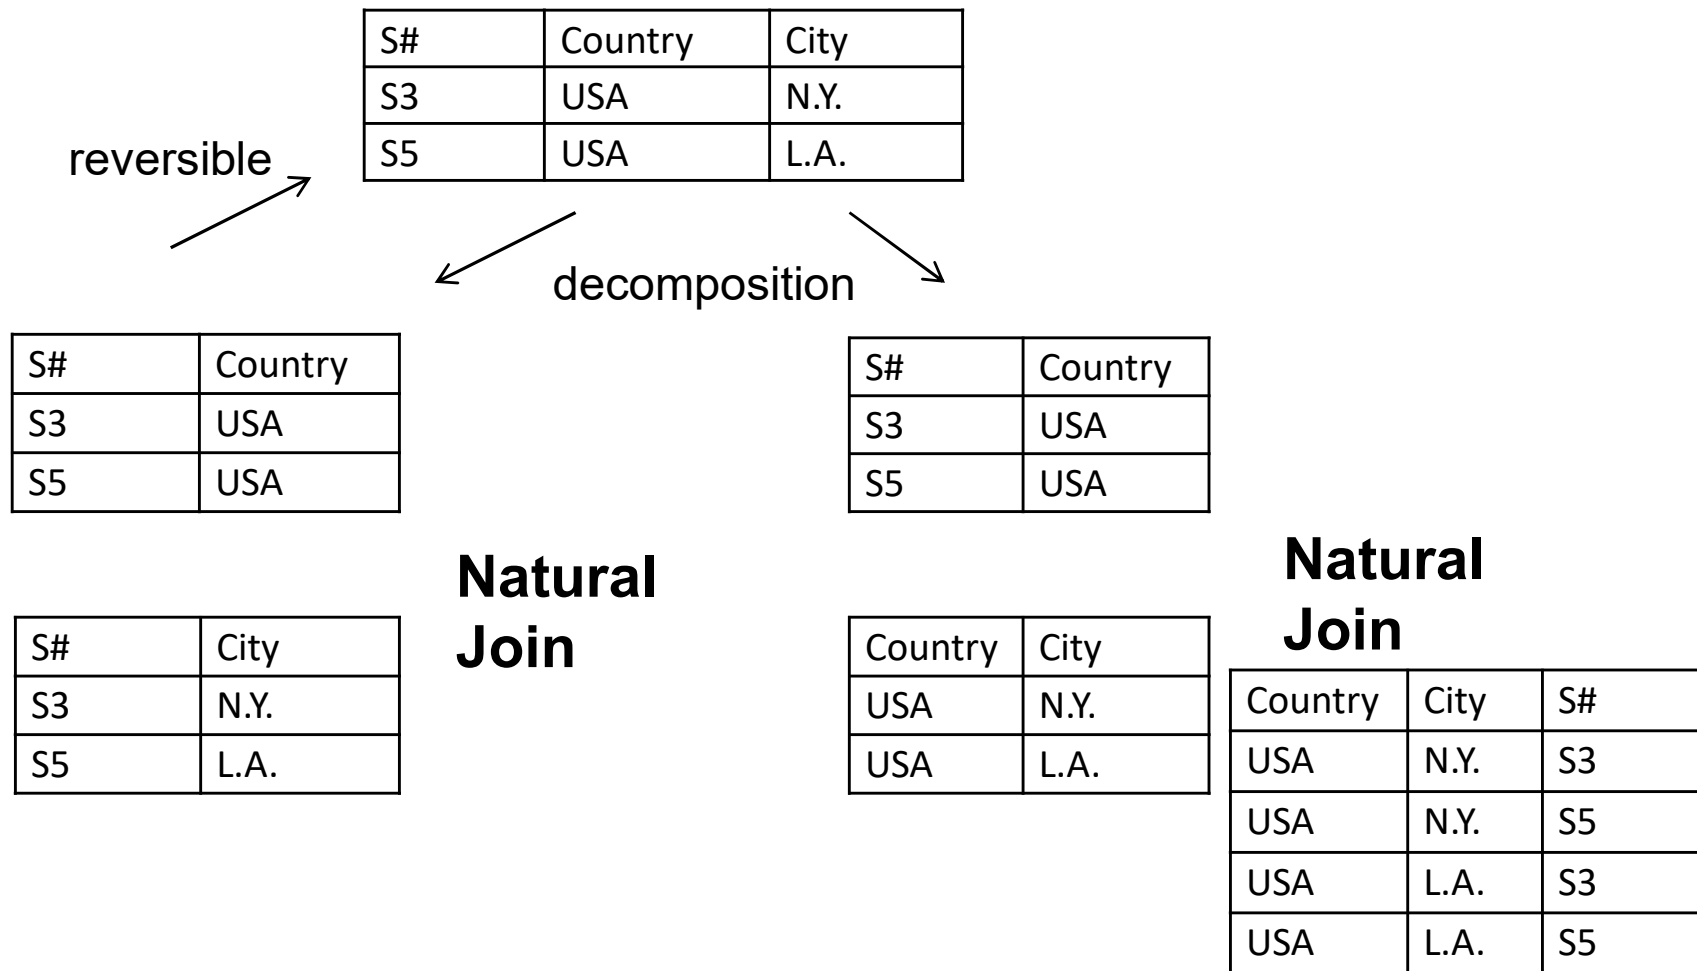 S# Country City
S3 USA N.Y.
S5 USA L.A.
reversible
decomposition
S# Country
S3 USA
S5 USA
Natural
Join
S# City
S3 N.Y.
S5 L.A.
S# Country
S3 USA
S5 USA
Natural
Join
Country City
USA N.Y.
USA L.A.
Country City S#
USA N.Y. S3
USA N.Y. S5
USA L.A. S3
USA L.A. S5